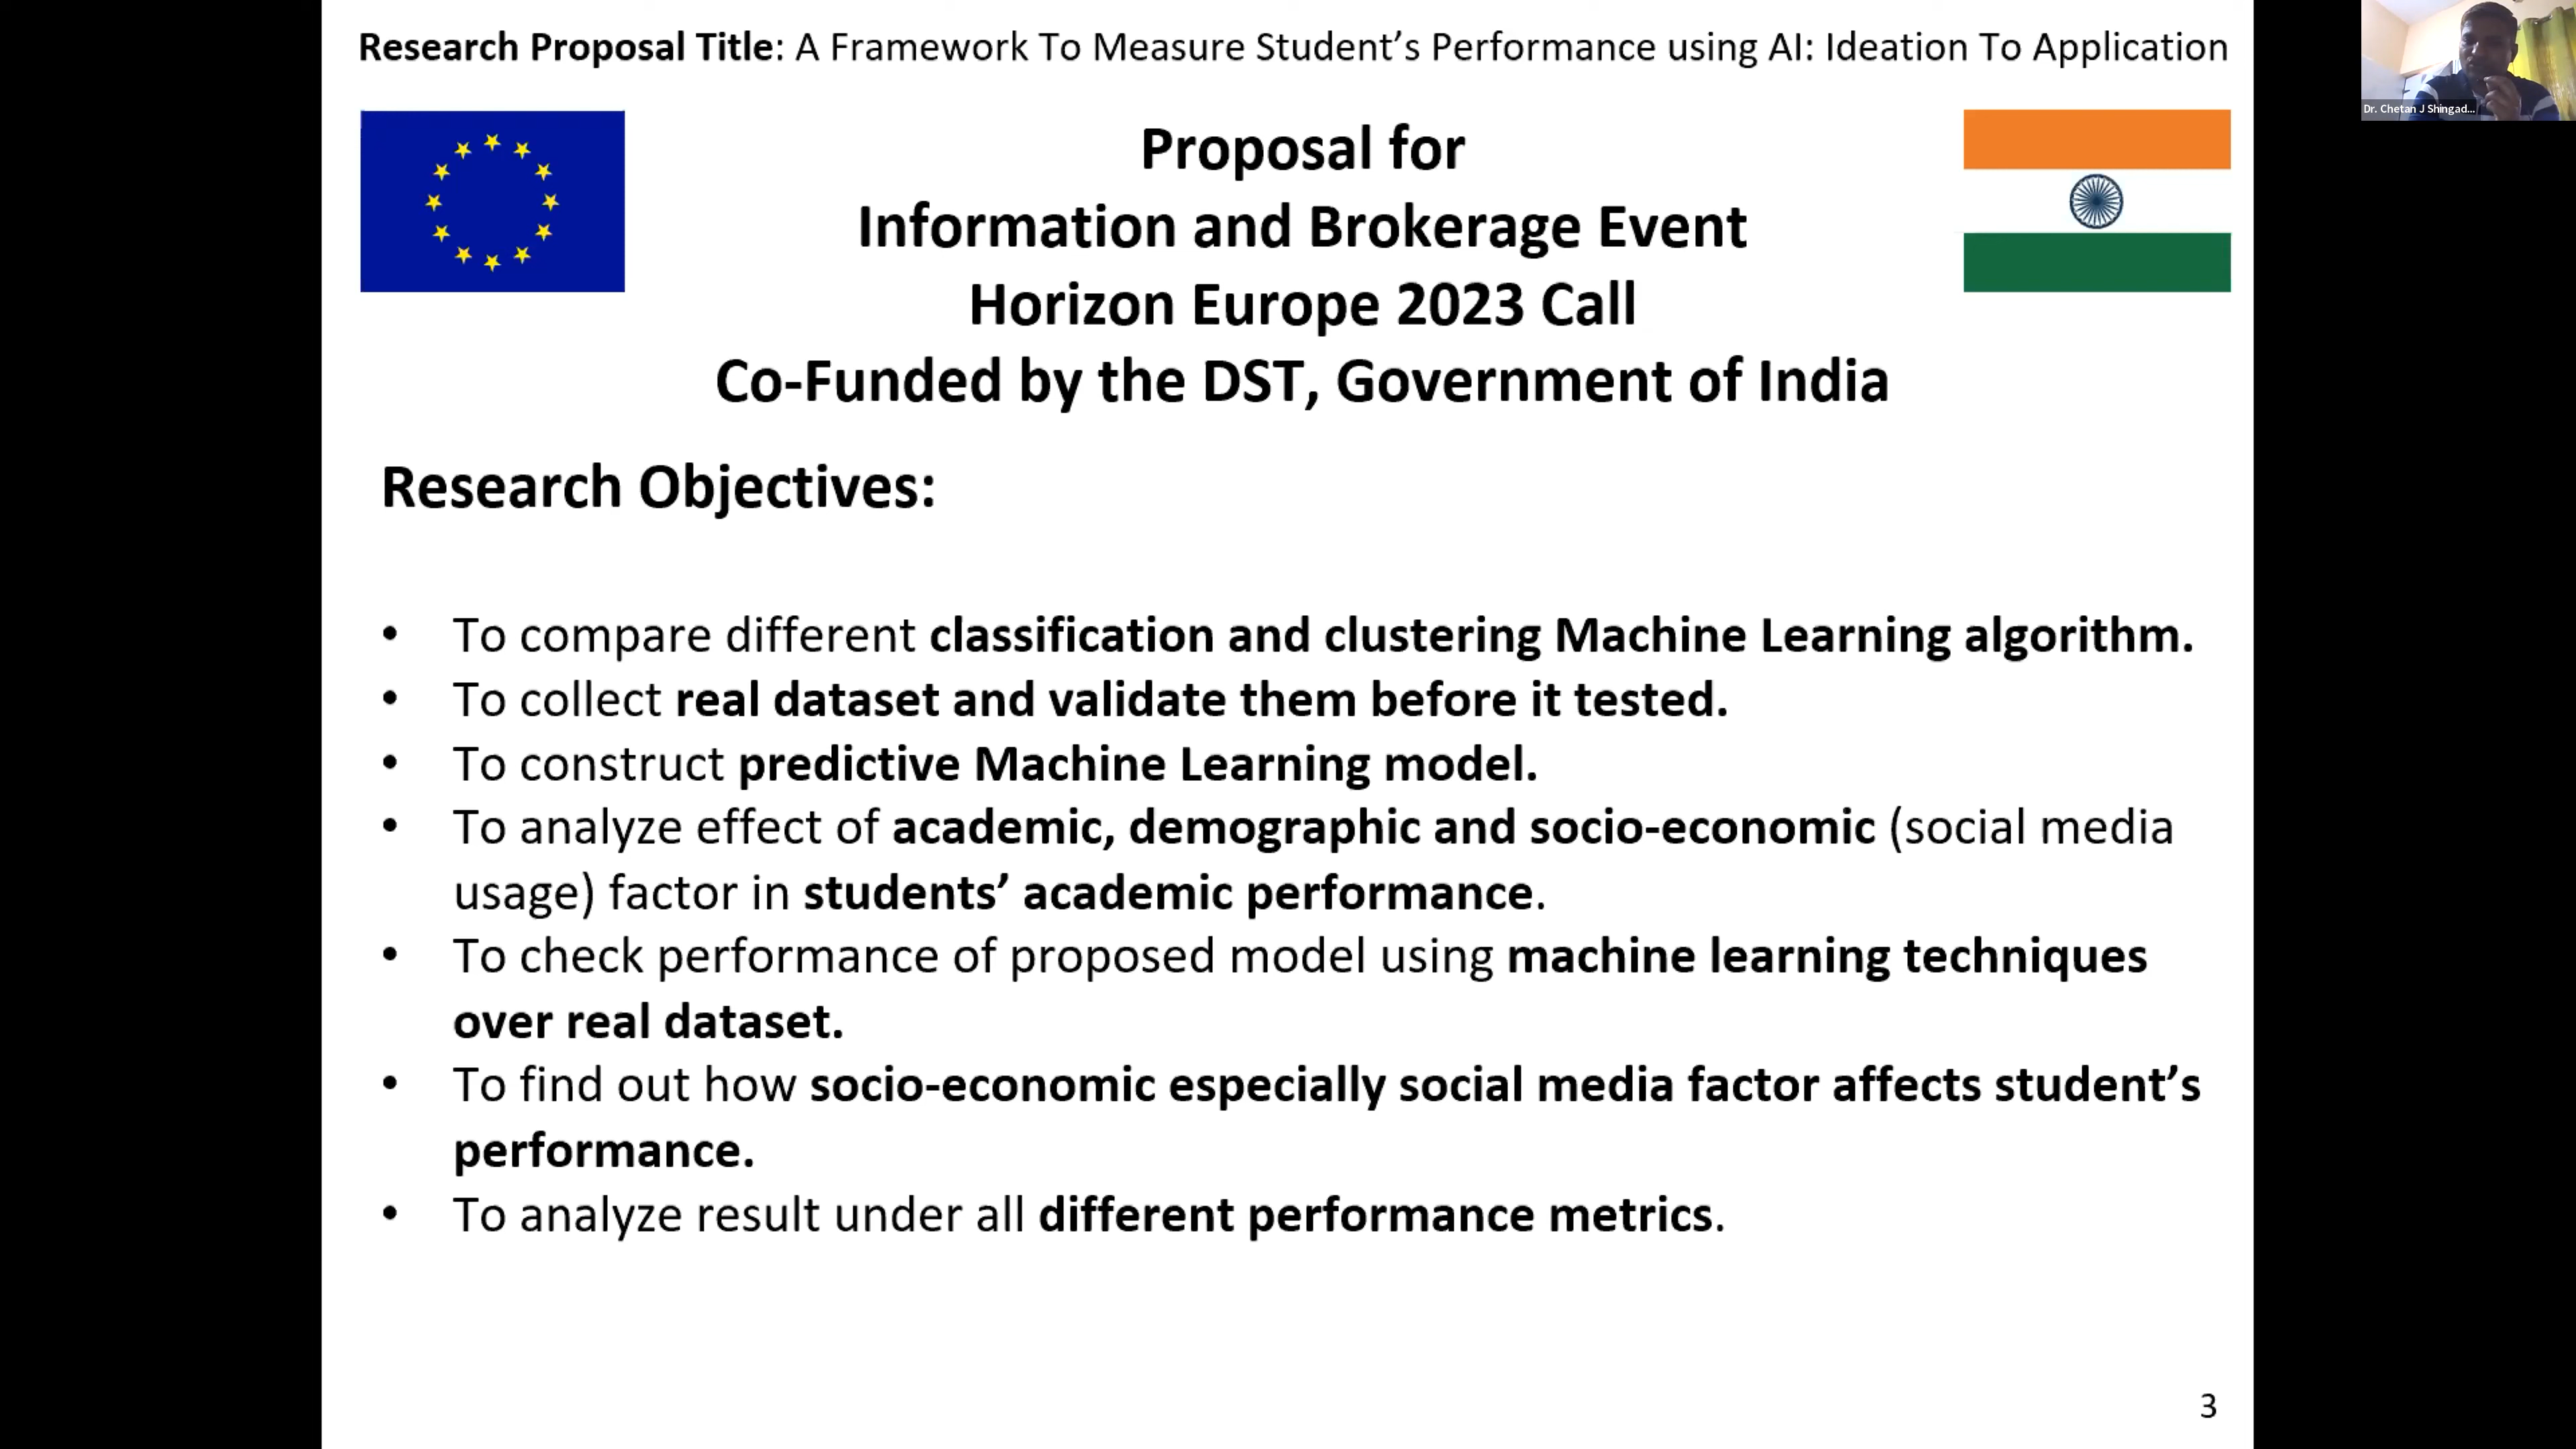 Research Proposal Title: A Framework To Measure Student’s Performance using AI: Ideation To Application
Dr. Chetan J Shingad...
Proposal for
Information and Brokerage Event
Horizon Europe 2023 Call
Co-Funded by the DST, Government of India
Research Objectives:
• To compare different classification and clustering Machine Learning algorithm.
• To collect real dataset and validate them before it tested.
• To construct predictive Machine Learning model.
• To analyze effect of academic, demographic and socio-economic (social media
usage) factor in students’ academic performance.
• To check performance of proposed model using machine learning techniques
over real dataset.
• To find out how socio-economic especially social media factor affects student’s
performance.
• To analyze result under all different performance metrics.
3